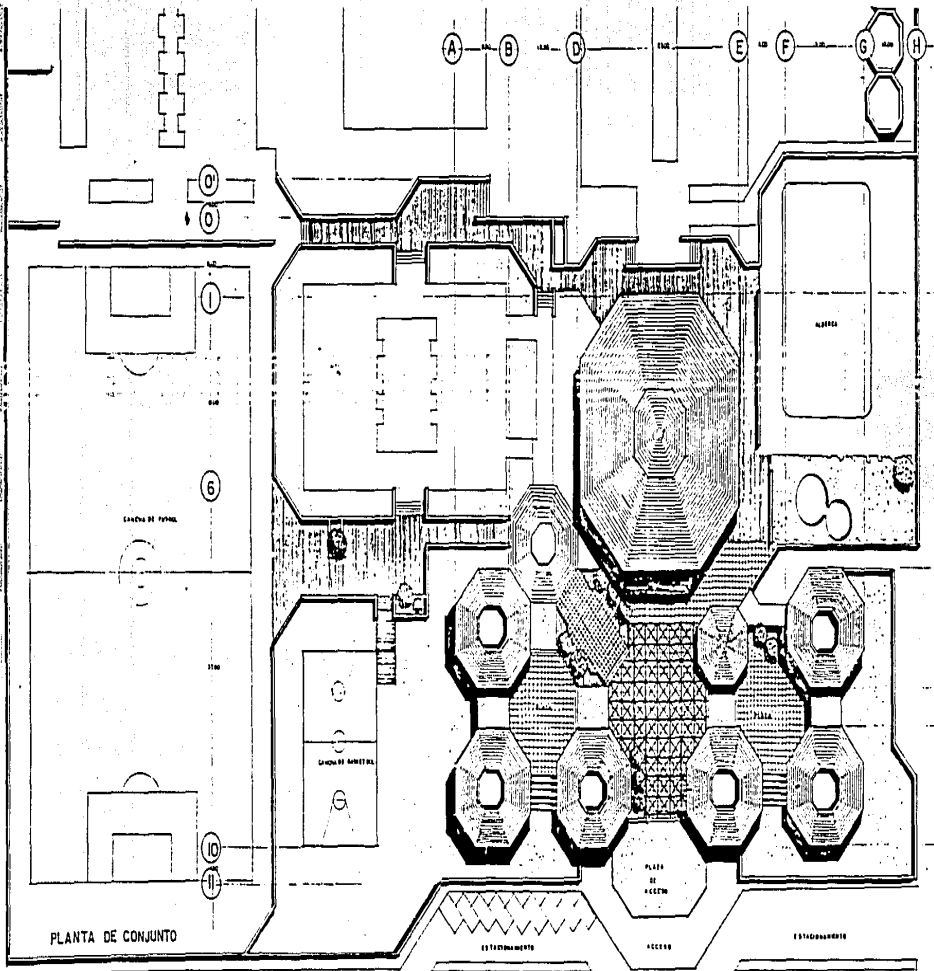 A B D E F G H
O'
O
1
6
10
11
ALBERCA
CANCHA DE FUTBOL
CANCHA DE BASKETBOL
PLAZA
PLAZA
DE
ACCESO
ESTACIONAMIENTO
ACCESO
ESTACIONAMIENTO
PLANTA DE CONJUNTO